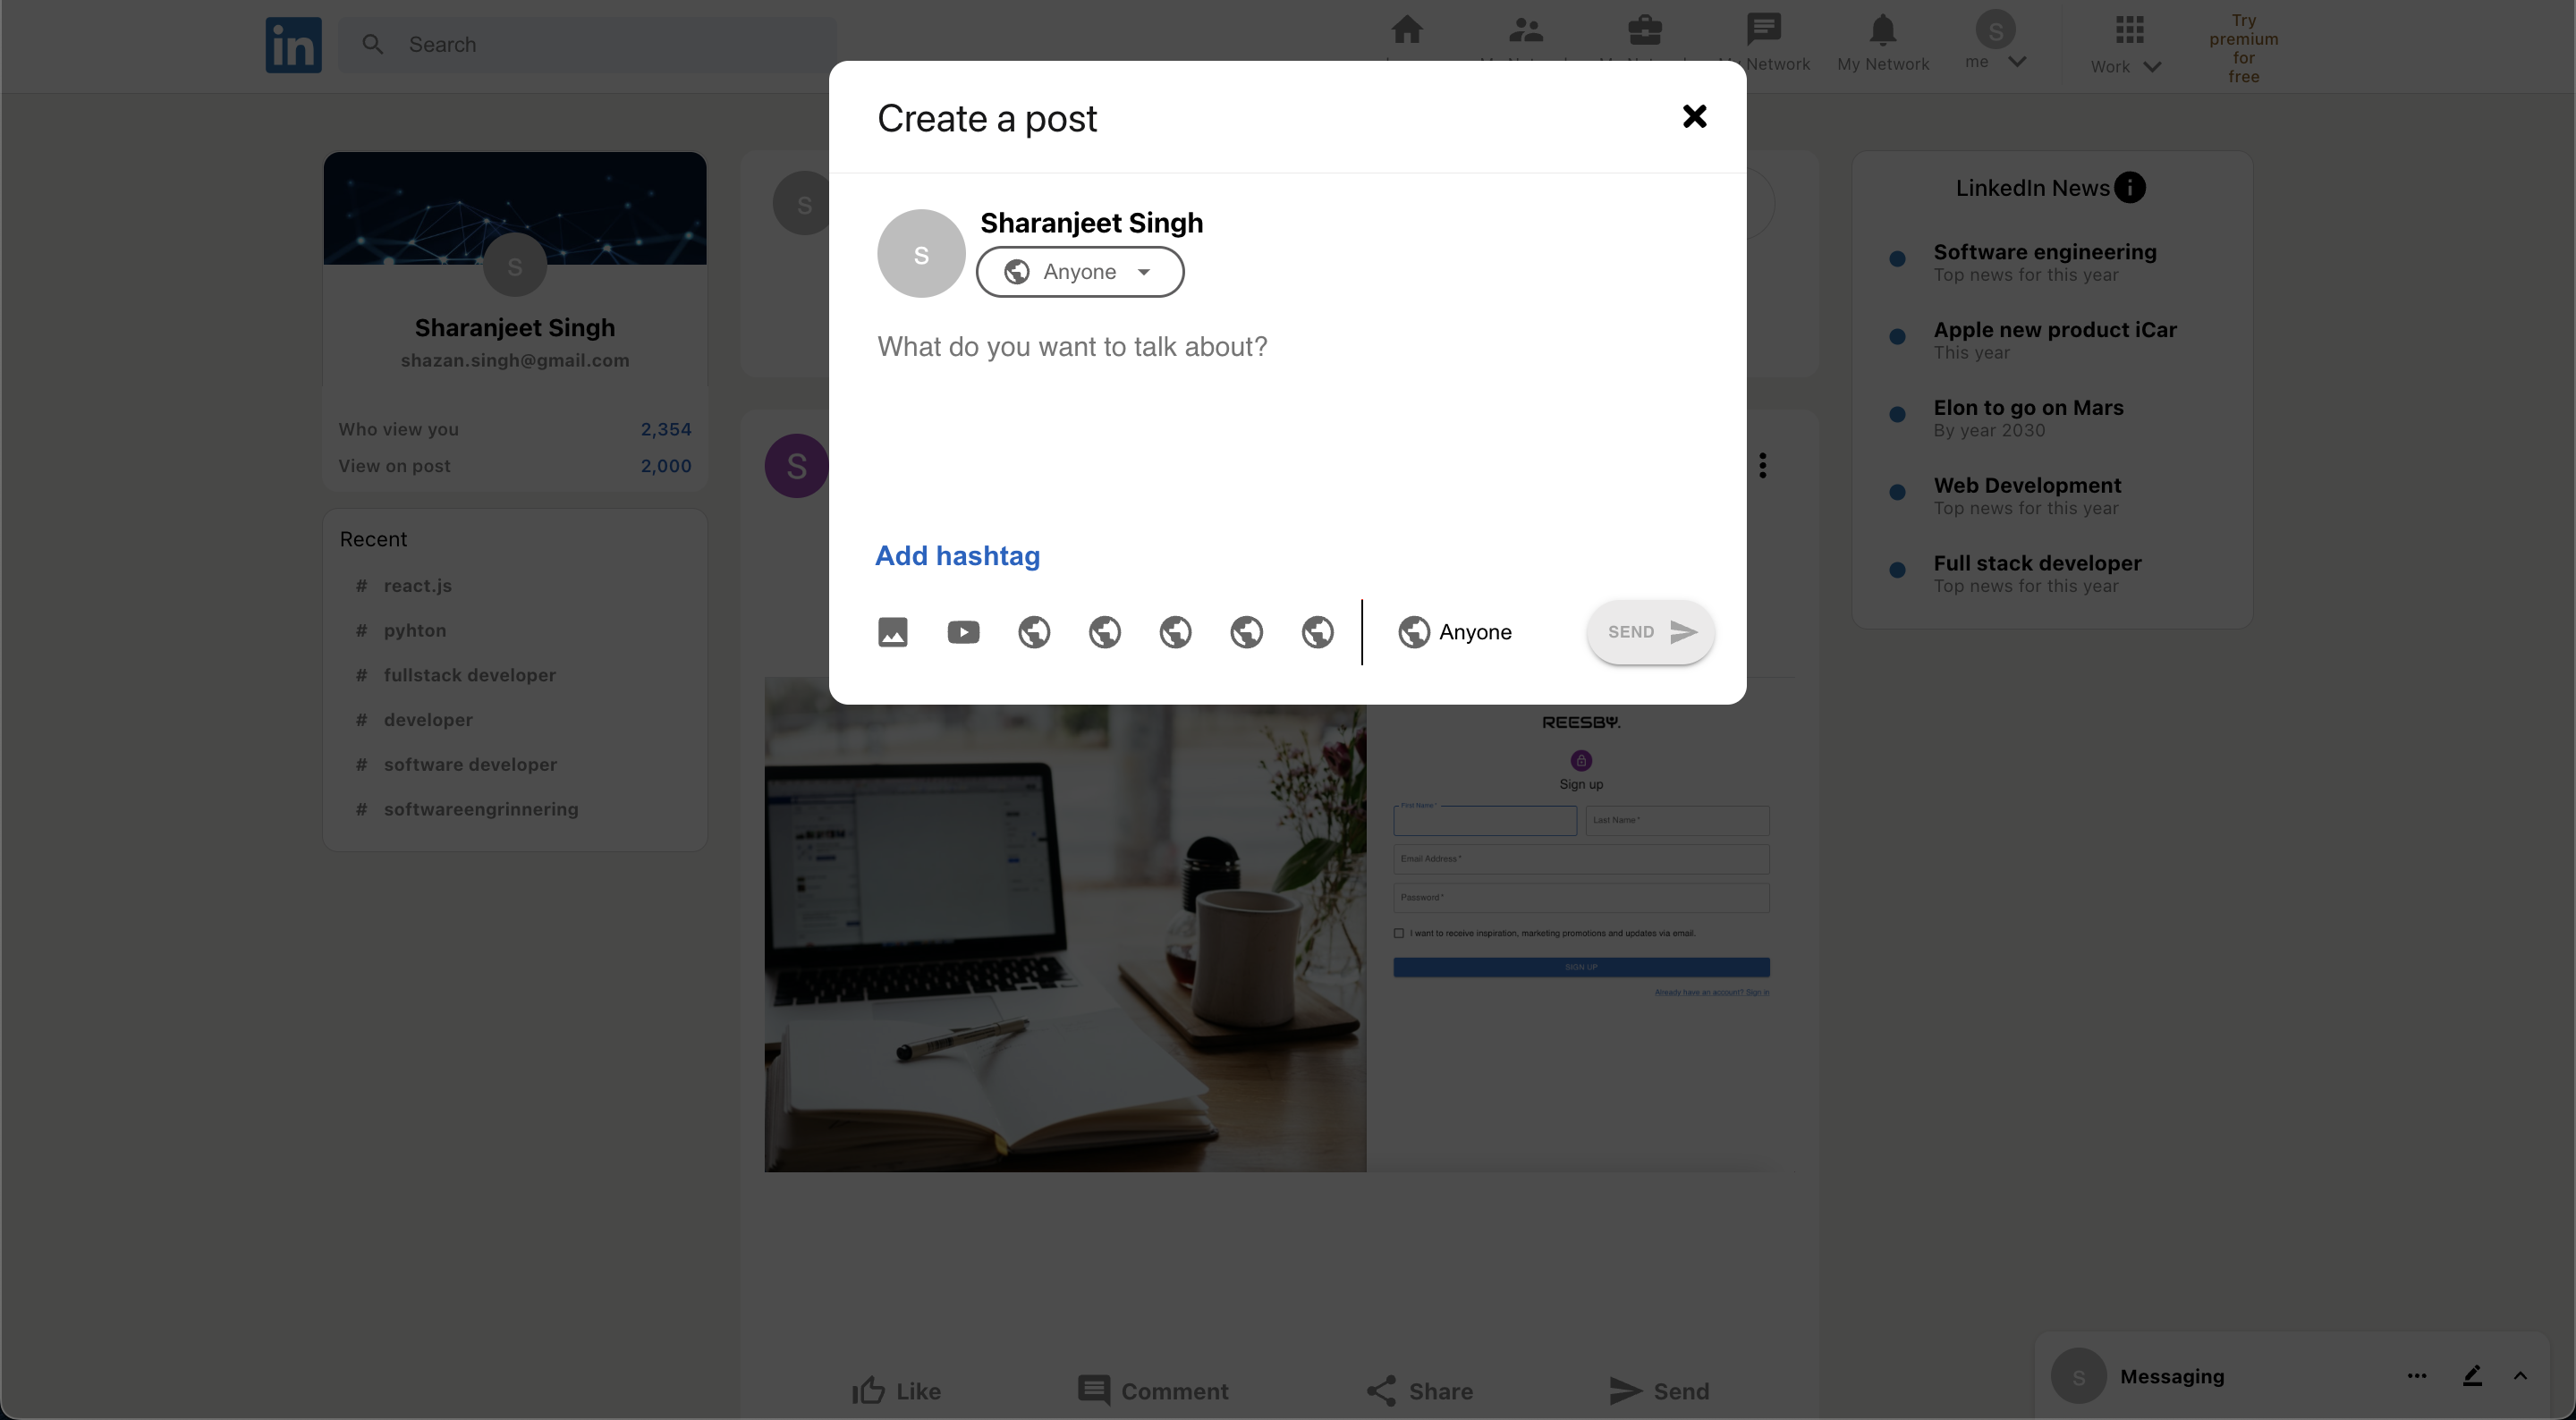 in
Search
My Network
My Network
S
me
Work
Try
premium
for
free
Create a post
S
Sharanjeet Singh
Anyone
What do you want to talk about?
Add hashtag
Anyone
SEND
S
Sharanjeet Singh
shazan.singh@gmail.com
Who view you 2,354
View on post 2,000
Recent
# react.js
# pyhton
# fullstack developer
# developer
# software developer
# softwareengrinnering
S
S
REESBY.
Sign up
First Name *
Last Name *
Email Address *
Password *
I want to receive inspiration, marketing promotions and updates via email.
SIGN UP
Already have an account? Sign in
Like
Comment
Share
Send
LinkedIn News
Software engineering
Top news for this year
Apple new product iCar
This year
Elon to go on Mars
By year 2030
Web Development
Top news for this year
Full stack developer
Top news for this year
S
Messaging